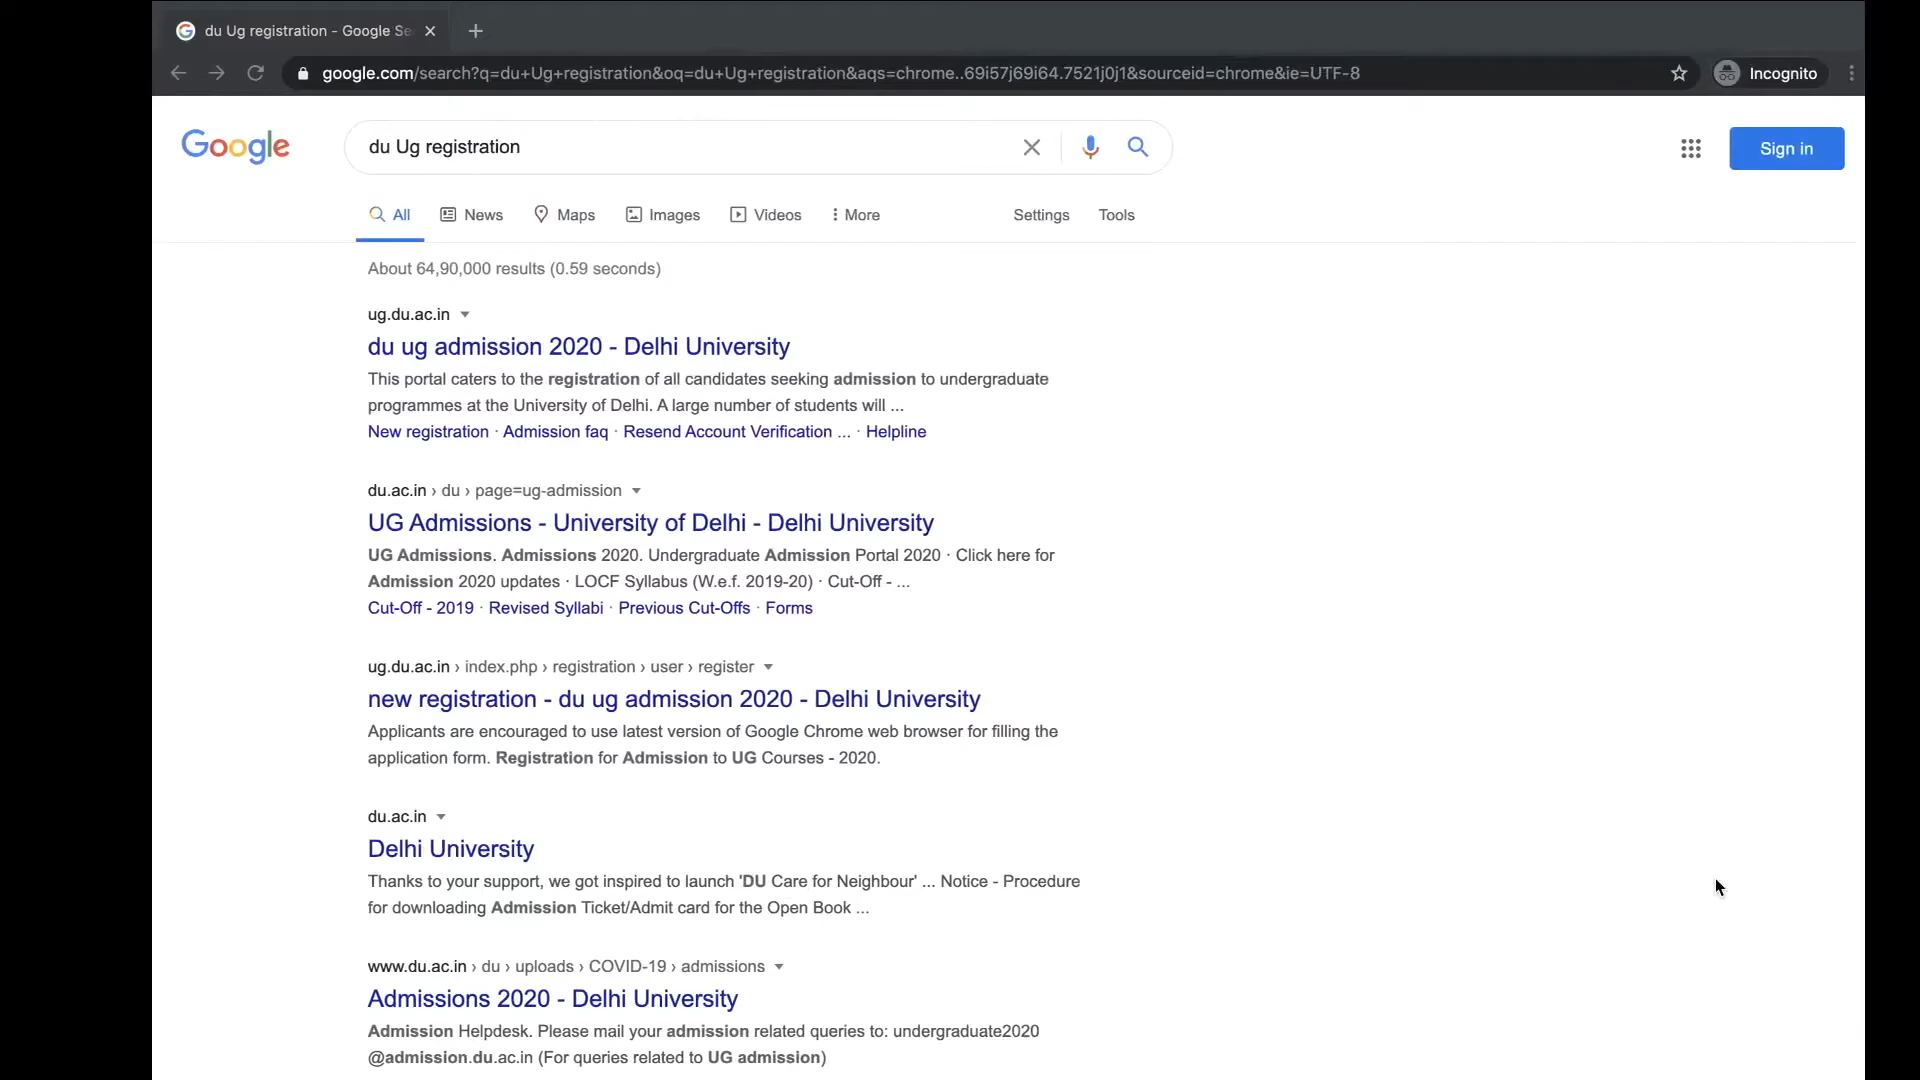 du Ug registration - Google Se
google.com/search?q=du+Ug+registration&oq=du+Ug+registration&aqs=chrome..69i57j69i64.7521j0j1&sourceid=chrome&ie=UTF-8
Incognito
Google
du Ug registration
Sign in
All News Maps Images Videos More Settings Tools
About 64,90,000 results (0.59 seconds)
ug.du.ac.in
du ug admission 2020 - Delhi University
This portal caters to the registration of all candidates seeking admission to undergraduate
programmes at the University of Delhi. A large number of students will ...
New registration · Admission faq · Resend Account Verification ... · Helpline
du.ac.in › du › page=ug-admission
UG Admissions - University of Delhi - Delhi University
UG Admissions. Admissions 2020. Undergraduate Admission Portal 2020 · Click here for
Admission 2020 updates · LOCF Syllabus (W.e.f. 2019-20) · Cut-Off - ...
Cut-Off - 2019 · Revised Syllabi · Previous Cut-Offs · Forms
ug.du.ac.in › index.php › registration › user › register
new registration - du ug admission 2020 - Delhi University
Applicants are encouraged to use latest version of Google Chrome web browser for filling the
application form. Registration for Admission to UG Courses - 2020.
du.ac.in
Delhi University
Thanks to your support, we got inspired to launch 'DU Care for Neighbour' ... Notice - Procedure
for downloading Admission Ticket/Admit card for the Open Book ...
www.du.ac.in › du › uploads › COVID-19 › admissions
Admissions 2020 - Delhi University
Admission Helpdesk. Please mail your admission related queries to: undergraduate2020
@admission.du.ac.in (For queries related to UG admission)